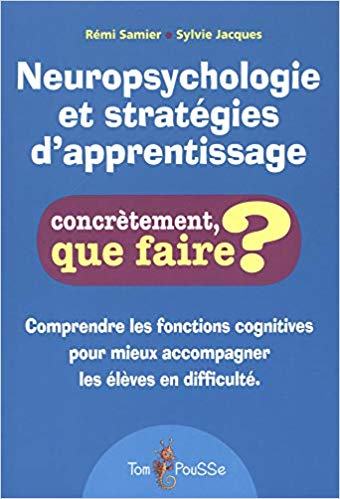 Rémi Samier • Sylvie Jacques
Neuropsychologie
et stratégies
d'apprentissage
concrètement,
que faire?
Comprendre les fonctions cognitives
pour mieux accompagner
les élèves en difficulté.
Tom PouSSe